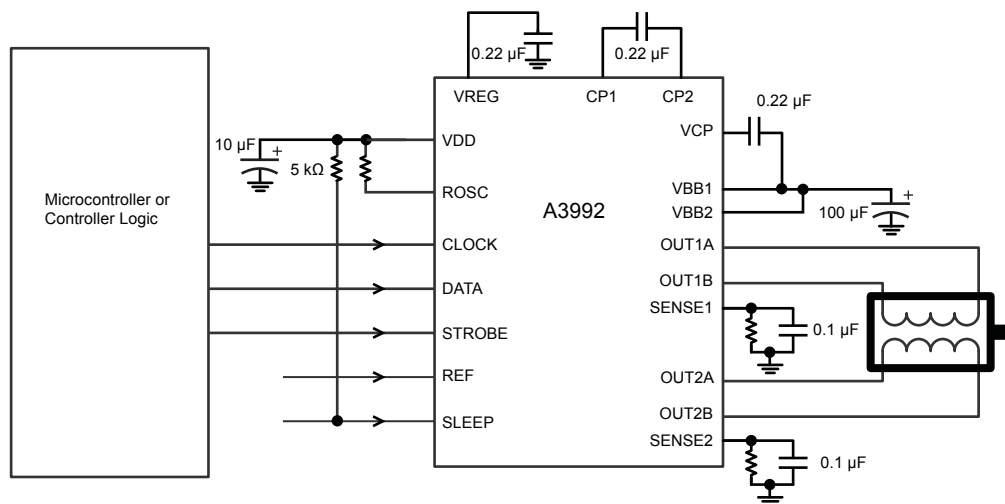 0.22 µF
0.22 µF
VREG
CP1
CP2
0.22 µF
VCP
10 µF
+
VDD
5 kΩ
ROSC
Microcontroller or
Controller Logic
A3992
VBB1
VBB2
+
100 µF
CLOCK
OUT1A
DATA
OUT1B
SENSE1
STROBE
0.1 µF
REF
OUT2A
SLEEP
OUT2B
SENSE2
0.1 µF